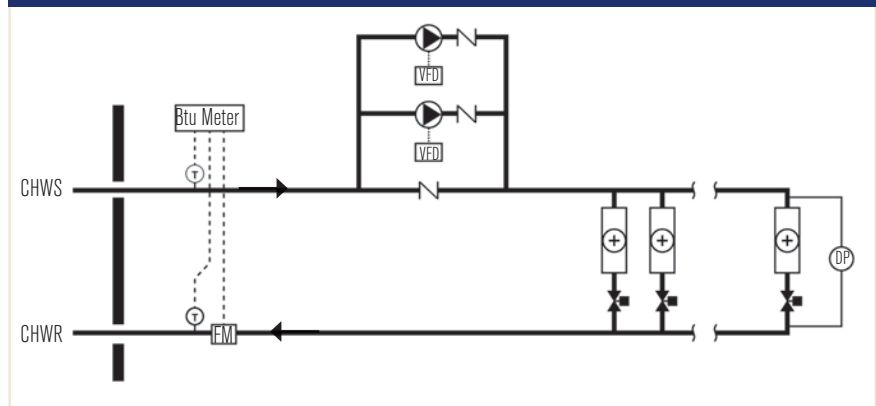 VFD
Btu Meter
VFD
T
CHWS
DP
T
CHWR
FM